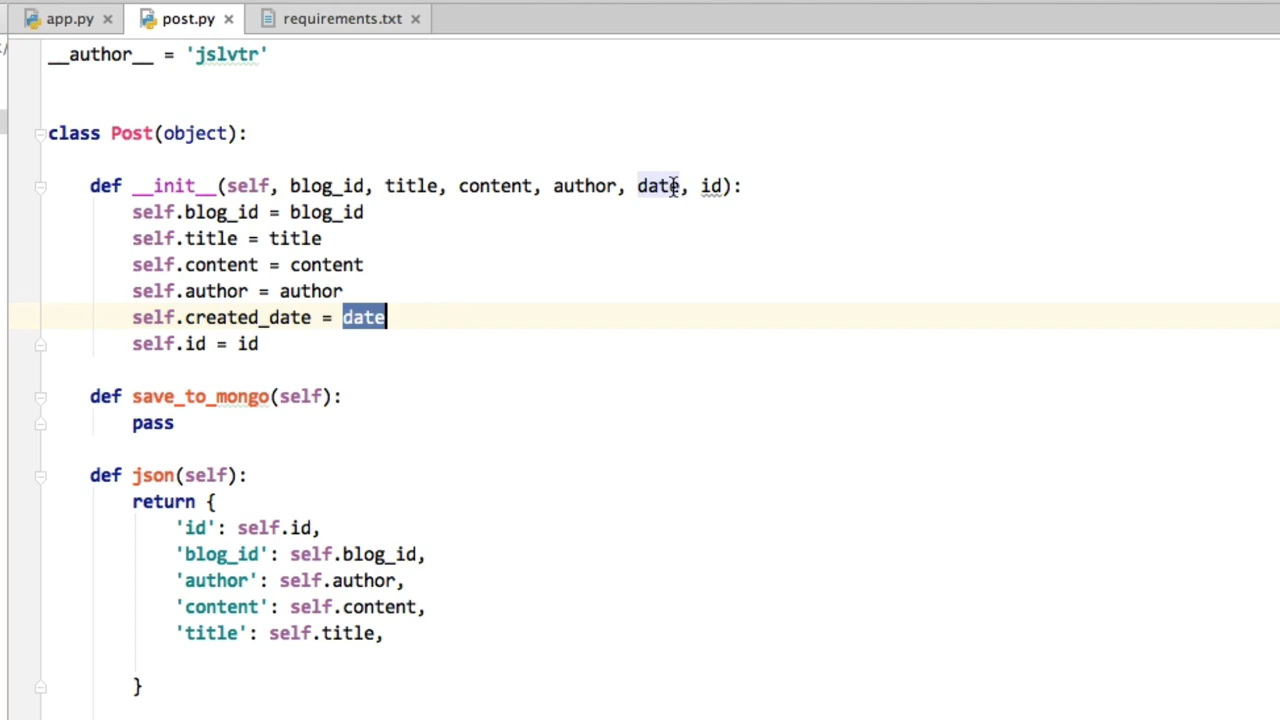 app.py × post.py × requirements.txt ×
__author__ = 'jslvtr'
class Post(object):
def __init__(self, blog_id, title, content, author, date, id):
self.blog_id = blog_id
self.title = title
self.content = content
self.author = author
self.created_date = date
self.id = id
def save_to_mongo(self):
pass
def json(self):
return {
'id': self.id,
'blog_id': self.blog_id,
'author': self.author,
'content': self.content,
'title': self.title,
}